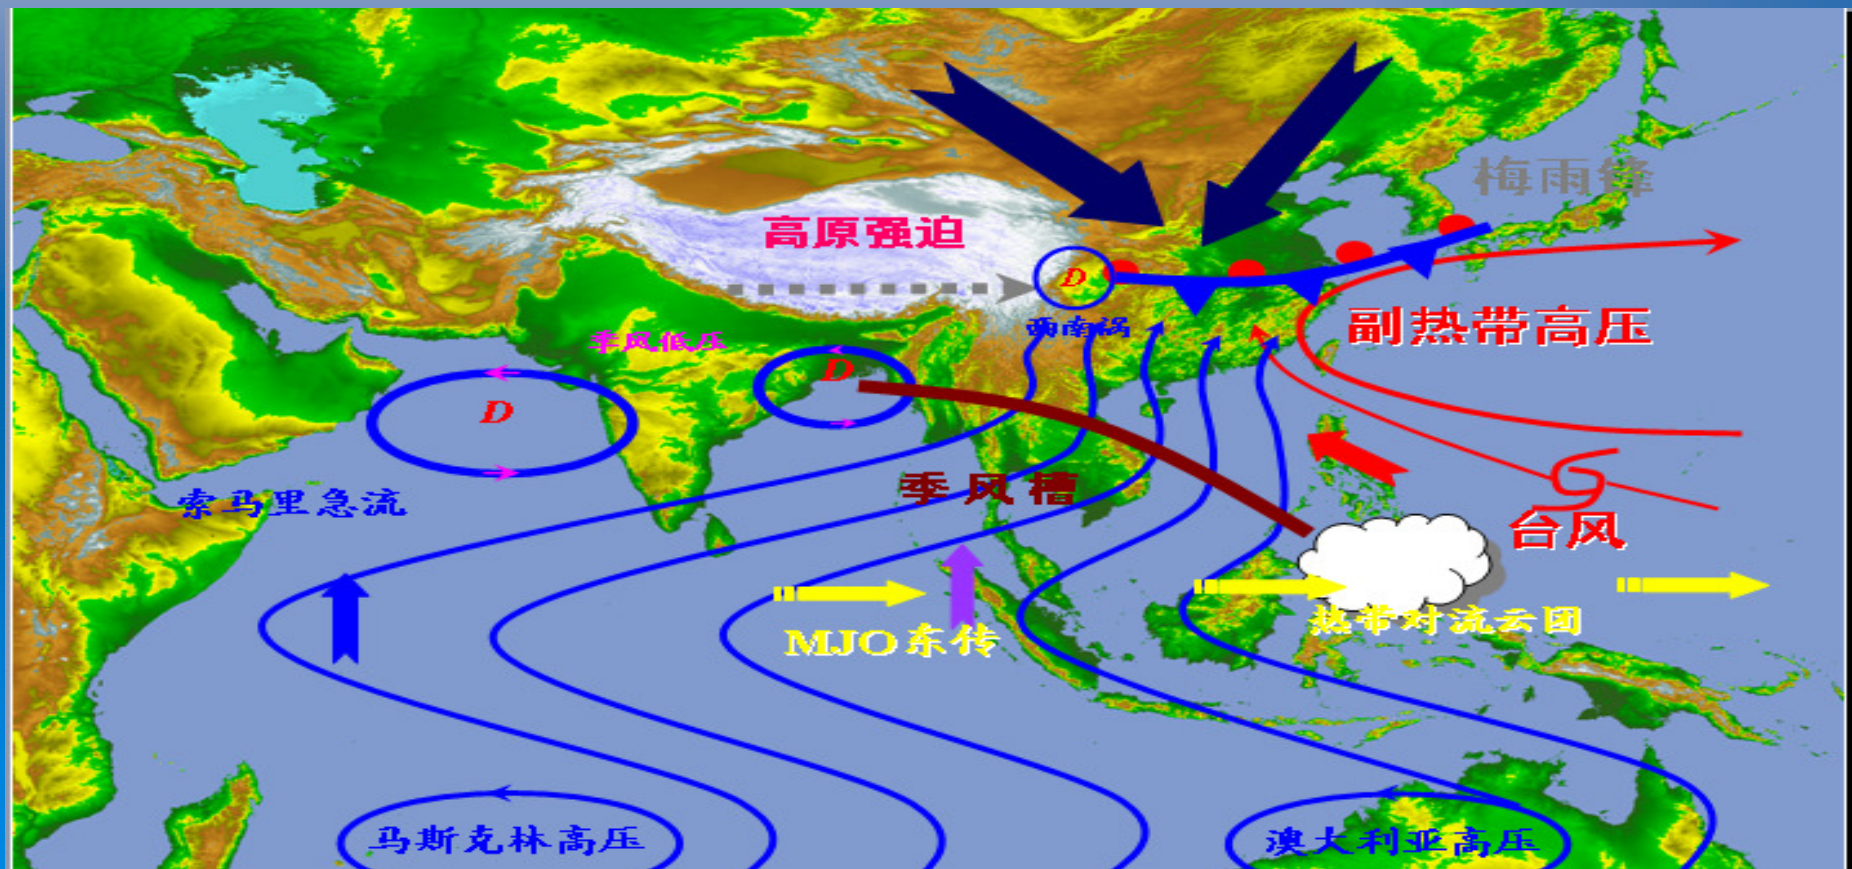 梅雨锋
高原强迫
D
西南涡
副热带高压
季风低压
D
D
季风槽
索马里急流
台风
热带对流云团
MJO东传
马斯克林高压
澳大利亚高压